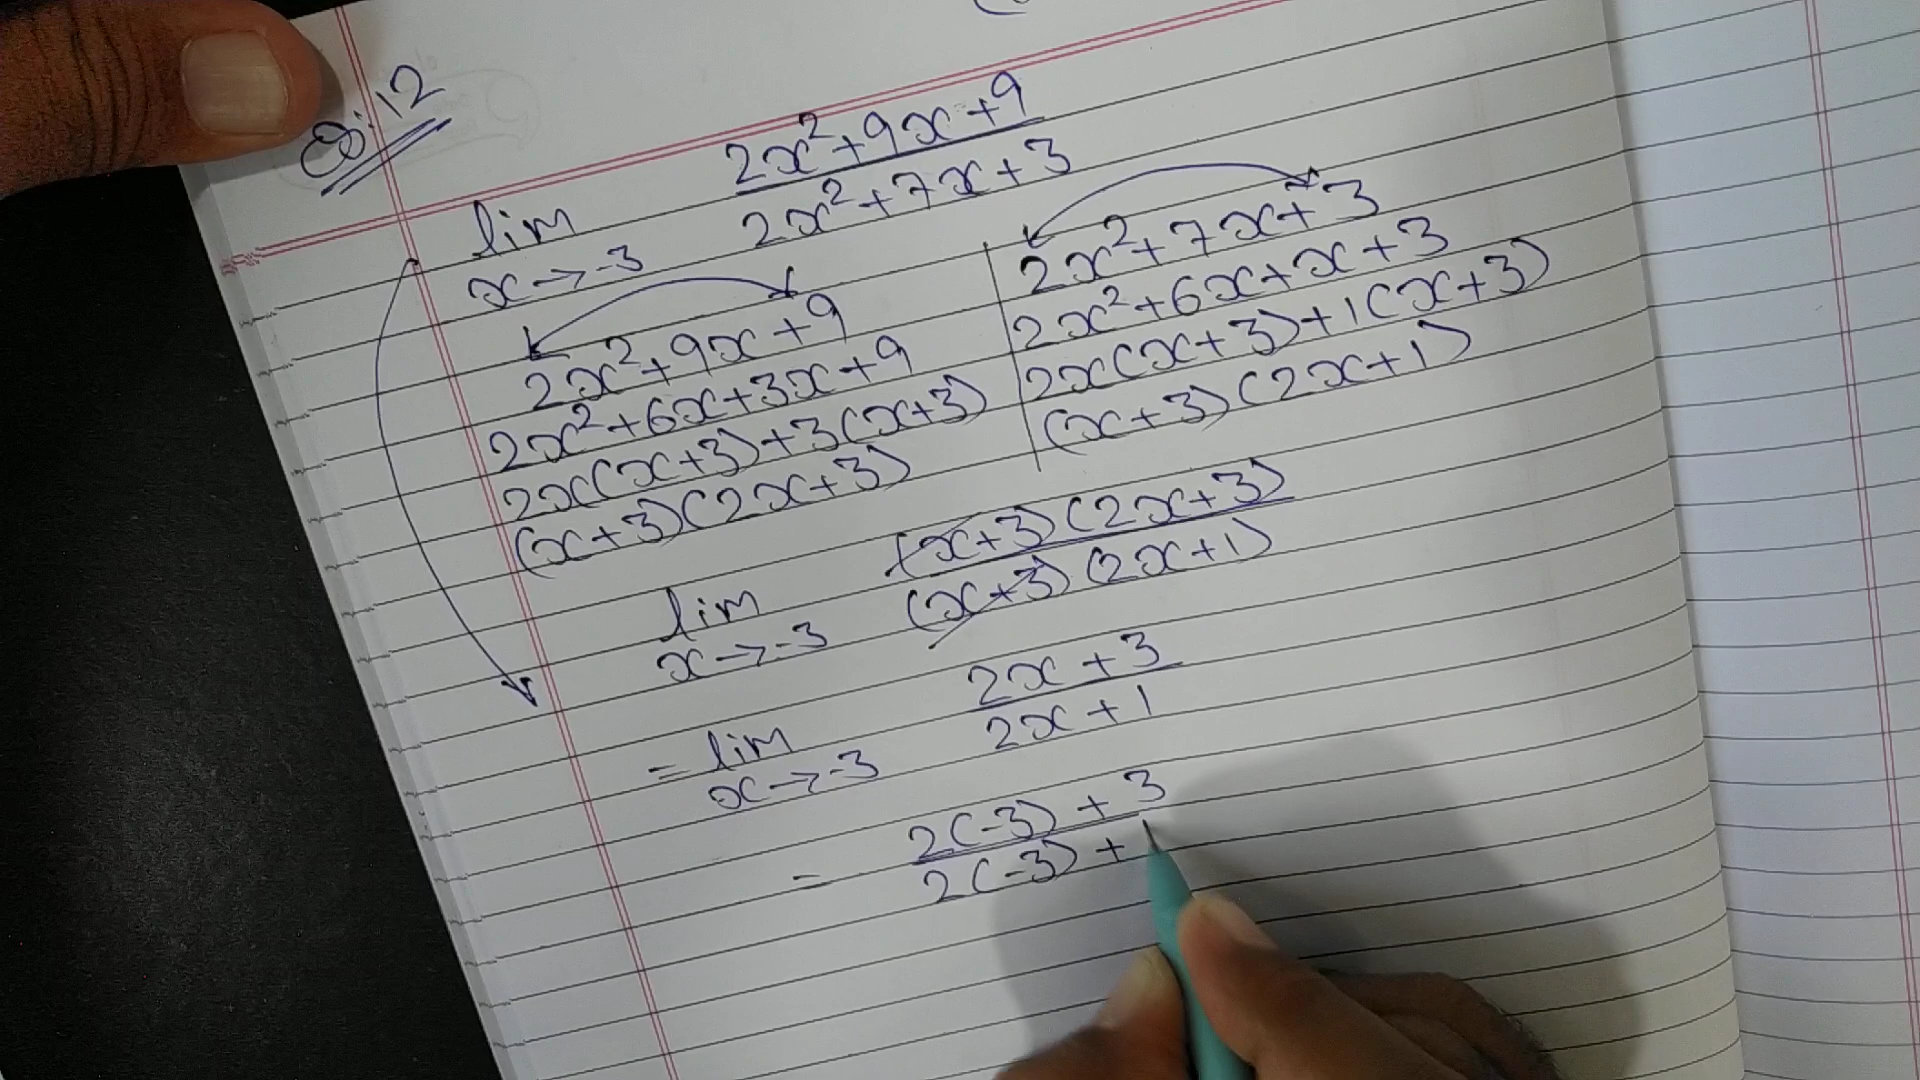 Q:12
lim x→-3 (2x²+9x+9)/(2x²+7x+3)
2x²+9x+9
2x²+6x+3x+9
2x(x+3)+3(x+3)
(x+3)(2x+3)
2x²+7x+3
2x²+6x+x+3
2x(x+3)+1(x+3)
(x+3)(2x+1)
lim x→-3 (x+3)(2x+3)/(x+3)(2x+1)
= lim x→-3 (2x+3)/(2x+1)
= (2(-3)+3)/(2(-3)+